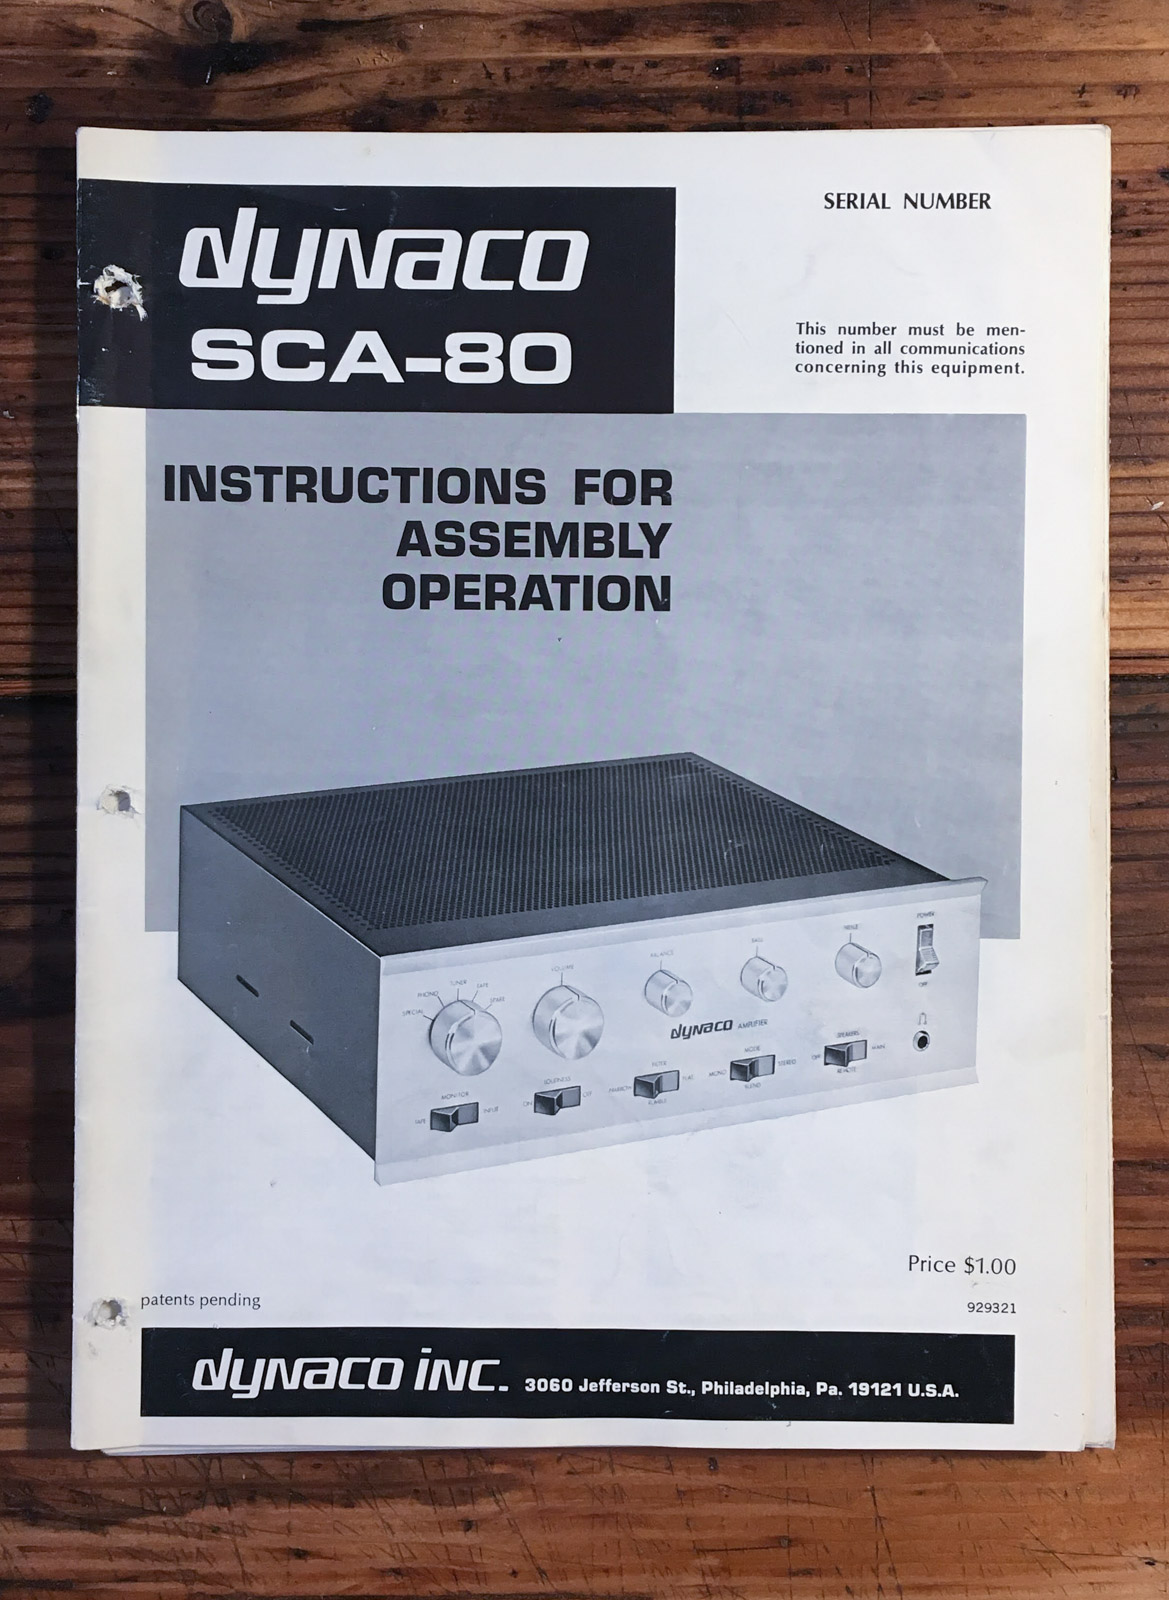 dynaco
SCA-80
SERIAL NUMBER
This number must be men-
tioned in all communications
concerning this equipment.
INSTRUCTIONS FOR
ASSEMBLY
OPERATION
POWER
OFF
TREBLE
BASS
BALANCE
VOLUME
SPECIAL PHONO TUNER TAPE SPARE
dynaco AMPLIFIER
MONITOR
TAPE INPUT
LOUDNESS
ON OFF
FILTER
NARROW FLAT
RUMBLE
MODE
MONO STEREO
BLEND
SPEAKERS
OFF MAIN
REMOTE
Price $1.00
patents pending
929321
dynaco inc. 3060 Jefferson St., Philadelphia, Pa. 19121 U.S.A.